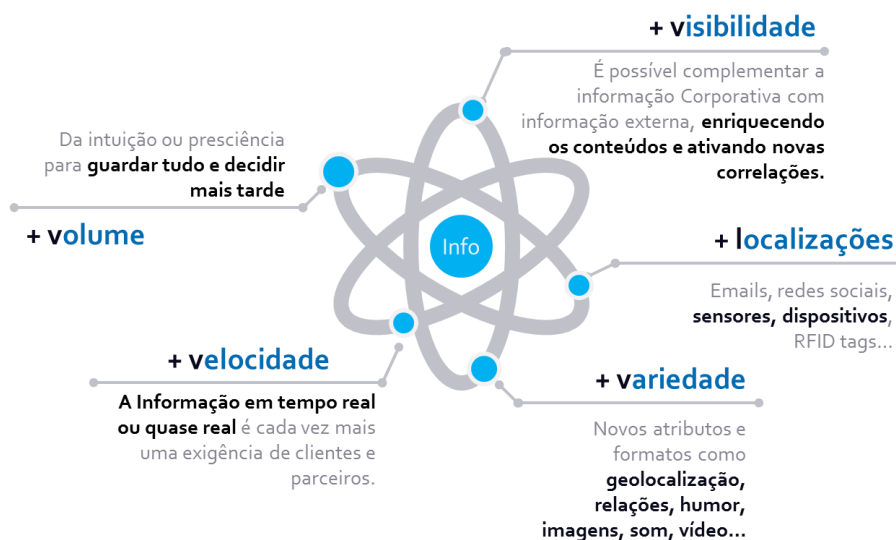 + visibilidade
É possível complementar a
informação Corporativa com
informação externa, enriquecendo
os conteúdos e ativando novas
correlações.
Da intuição ou presciência
para guardar tudo e decidir
mais tarde
+ volume
Info
+ localizações
Emails, redes sociais,
sensores, dispositivos,
RFID tags...
+ velocidade
A Informação em tempo real
ou quase real é cada vez mais
uma exigência de clientes e
parceiros.
+ variedade
Novos atributos e
formatos como
geolocalização,
relações, humor,
imagens, som, vídeo...